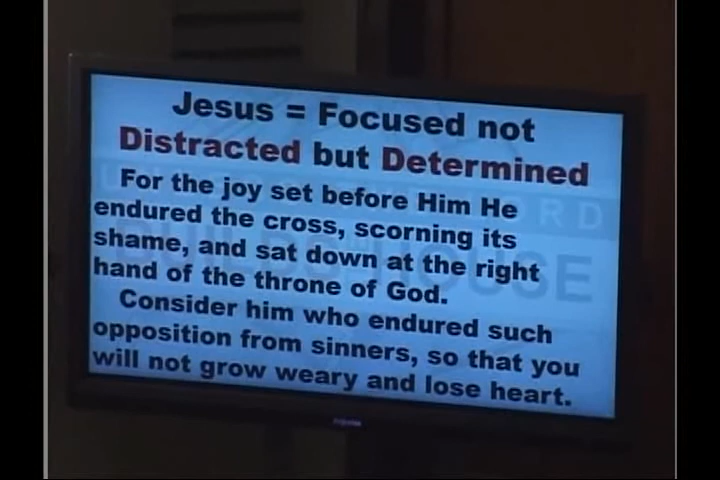 Jesus = Focused not
Distracted but Determined
For the joy set before Him He
endured the cross, scorning its
shame, and sat down at the right
hand of the throne of God.
Consider him who endured such
opposition from sinners, so that you
will not grow weary and lose heart.